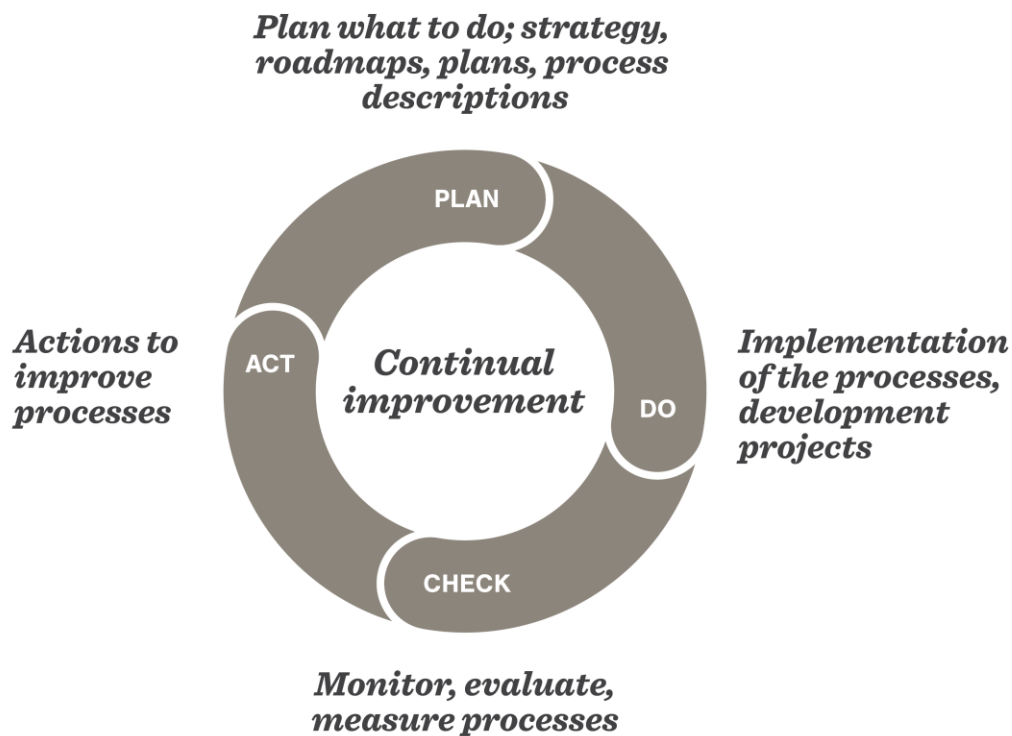 Plan what to do; strategy,
roadmaps, plans, process
descriptions
PLAN
Actions to
improve
processes
ACT
Continual
improvement
DO
Implementation
of the processes,
development
projects
CHECK
Monitor, evaluate,
measure processes